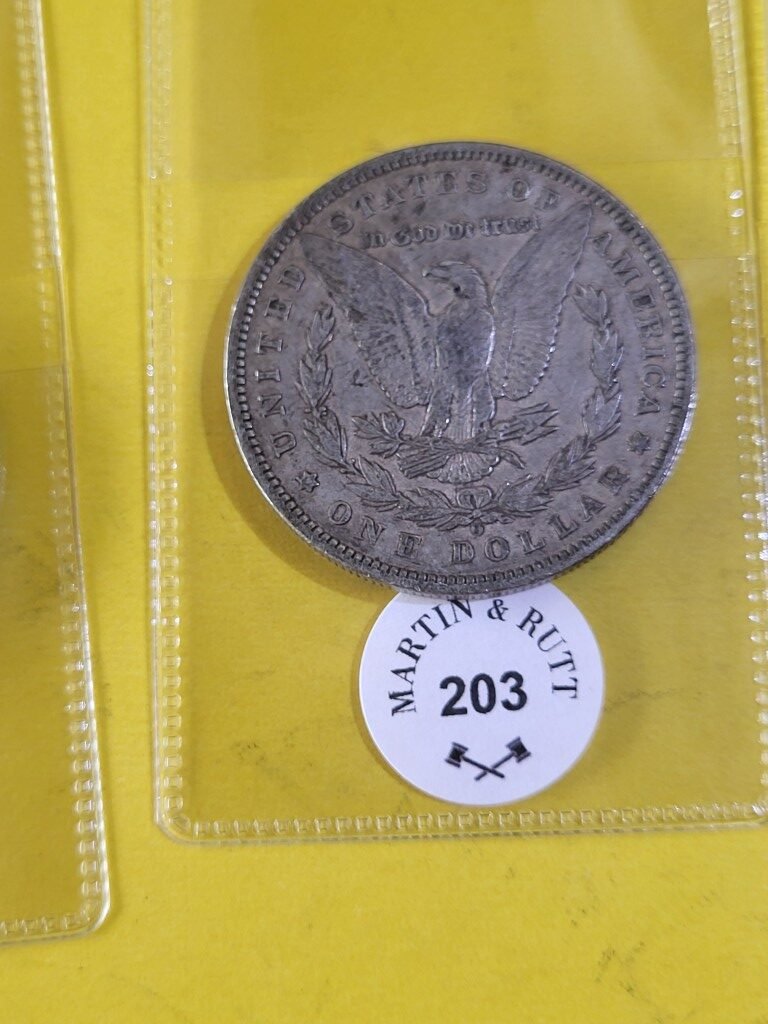 UNITED STATES OF AMERICA
In God we trust
ONE DOLLAR
O
MARTIN & RUTT
203